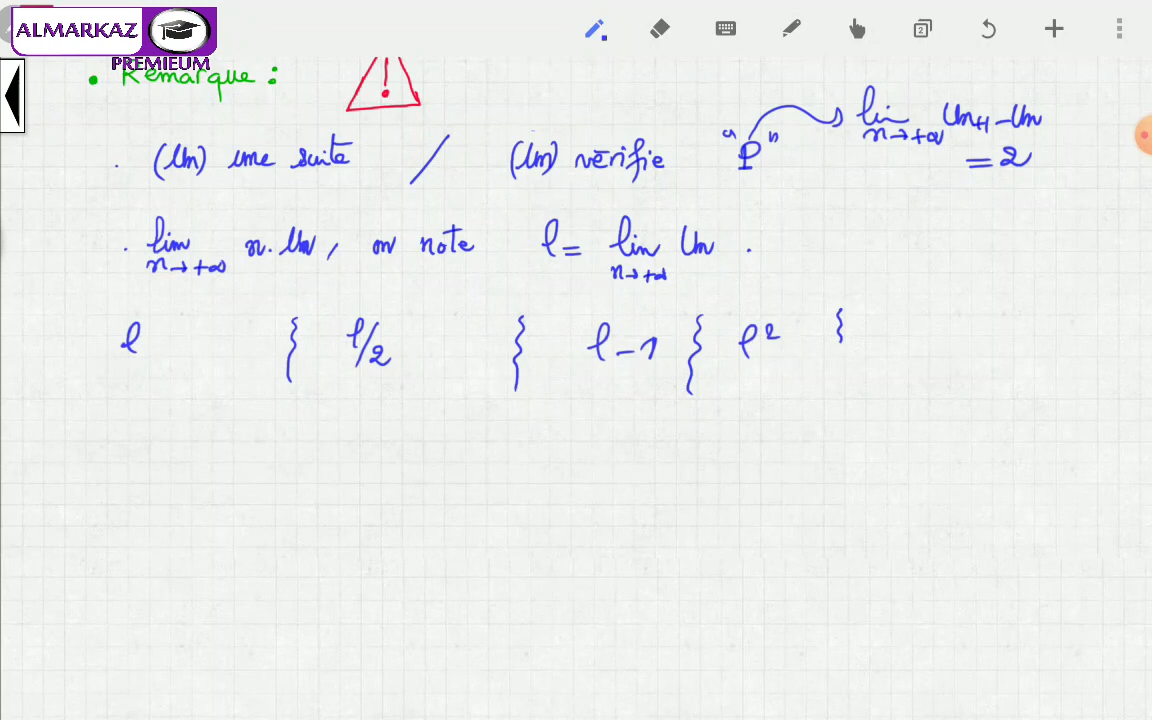 ALMARKAZ
PREMIEUM
• Remarque :
. (Un) une suite / (Un) vérifie "P" lim n→+∞ Un+1 - Un = 2
. lim n→+∞ n.Un, on note l = lim n→+∞ Un .
l { l/2 } l-1 { l² {